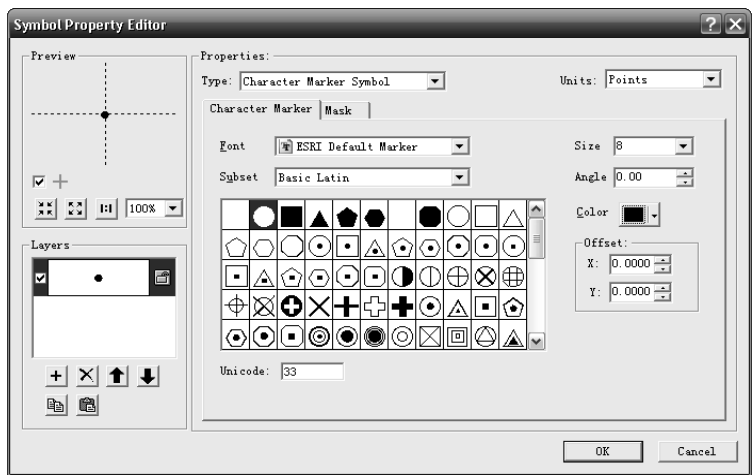 Symbol Property Editor
Preview
100%
Layers
Properties:
Type: Character Marker Symbol
Units: Points
Character Marker
Mask
Font ESRI Default Marker
Subset Basic Latin
Size 8
Angle 0.00
Color
Offset:
X: 0.0000
Y: 0.0000
Unicode: 33
OK
Cancel